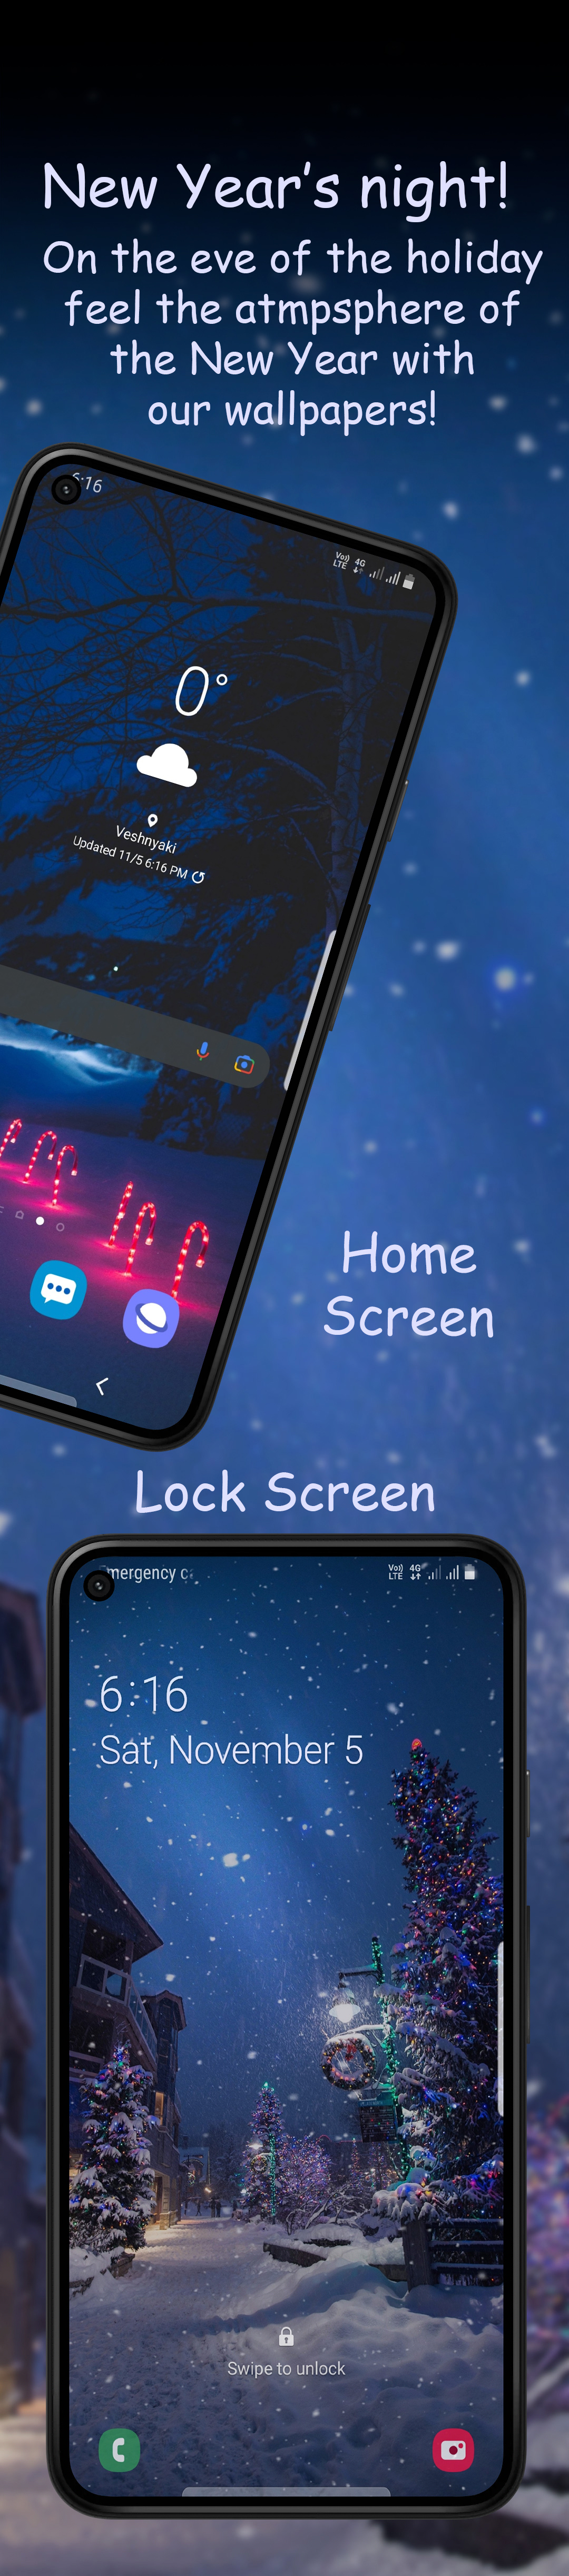 New Year's night!
On the eve of the holiday
feel the atmpsphere of
the New Year with
our wallpapers!
6:16
Vo)) 4G
LTE
0°
Veshnyaki
Updated 11/5 6:16 PM
Home
Screen
Lock Screen
mergency c
Vo)) 4G
LTE
6:16
Sat, November 5
Swipe to unlock